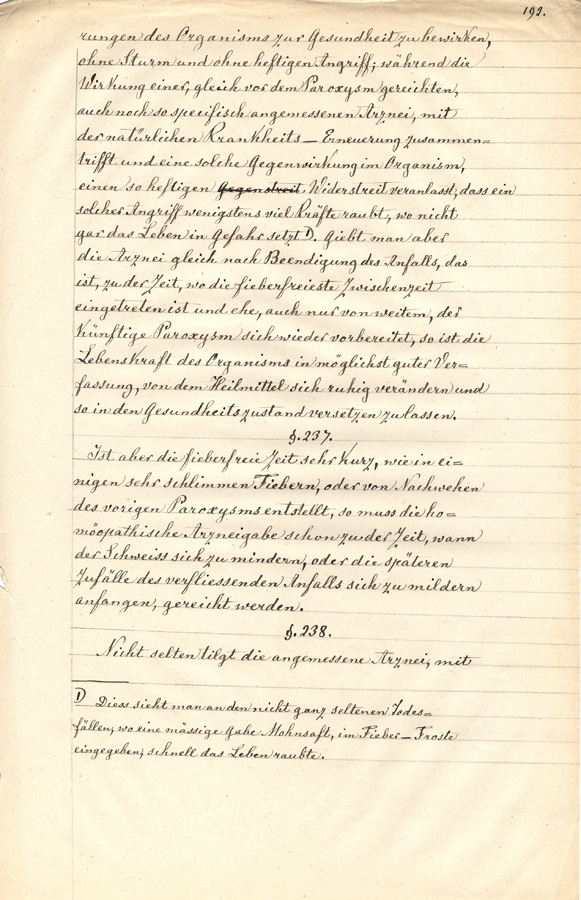 192.
rungen des Organisms zur Gesundheit zu bewirken,
ohne Sturm und ohne heftigen Angriff; während die
Wirkung einer, gleich vor dem Paroxysm gereichten,
auch noch so specifisch angemessenen Arznei, mit
der natürlichen Krankheits—Erneuerung zusammen=
trifft und eine solche Gegenwirkung im Organism,
einen so heftigen Gegenstreit, Widerstreit veranlasst, dass ein
solcher Angriff wenigstens viel Kräfte raubt, wo nicht
gar das Leben in Gefahr setzt 1). Giebt man aber
die Arznei gleich nach Beendigung des Anfalls, das
ist, zu der Zeit, wo die fieberfreieste Zwischenzeit
eingetreten ist und ehe, auch nur von weitem, der
künftige Paroxysm sich wieder vorbereitet, so ist die
Lebenskraft des Organisms in möglichst guter Ver=
fassung, von dem Heilmittel sich ruhig verändern und
so in den Gesundheitszustand versetzen zu lassen.
§. 237.
Ist aber die fieberfreie Zeit sehr kurz, wie in ei=
nigen sehr schlimmen Fiebern, oder von Nachwehen
des vorigen Paroxysms entstellt, so muss die ho=
möopathische Arzneigabe schon zu der Zeit, wann
der Schweiss sich zu mindern, oder die späteren
Zufälle des verfliessenden Anfalls sich zu mildern
anfangen, gereicht werden.
§. 238.
Nicht selten tilgt die angemessene Arznei, mit
1) Diess sieht man an den nicht ganz seltenen Todes=
fällen, wo eine mässige Gabe Mohnsaft, im Fieber—Froste
eingegeben, schnell das Leben raubte.